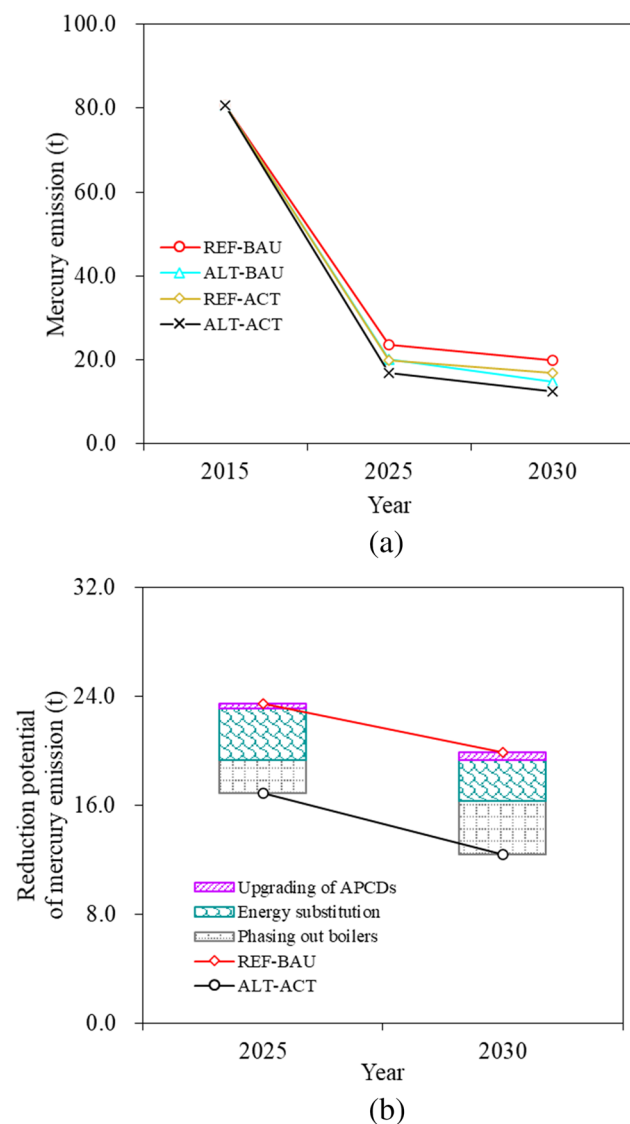 100.0
80.0
60.0
40.0
20.0
0.0
Mercury emission (t)
REF-BAU
ALT-BAU
REF-ACT
ALT-ACT
2015 2025 2030
Year
(a)
32.0
24.0
16.0
8.0
0.0
Reduction potential
of mercury emission (t)
Upgrading of APCDs
Energy substitution
Phasing out boilers
REF-BAU
ALT-ACT
2025 2030
Year
(b)